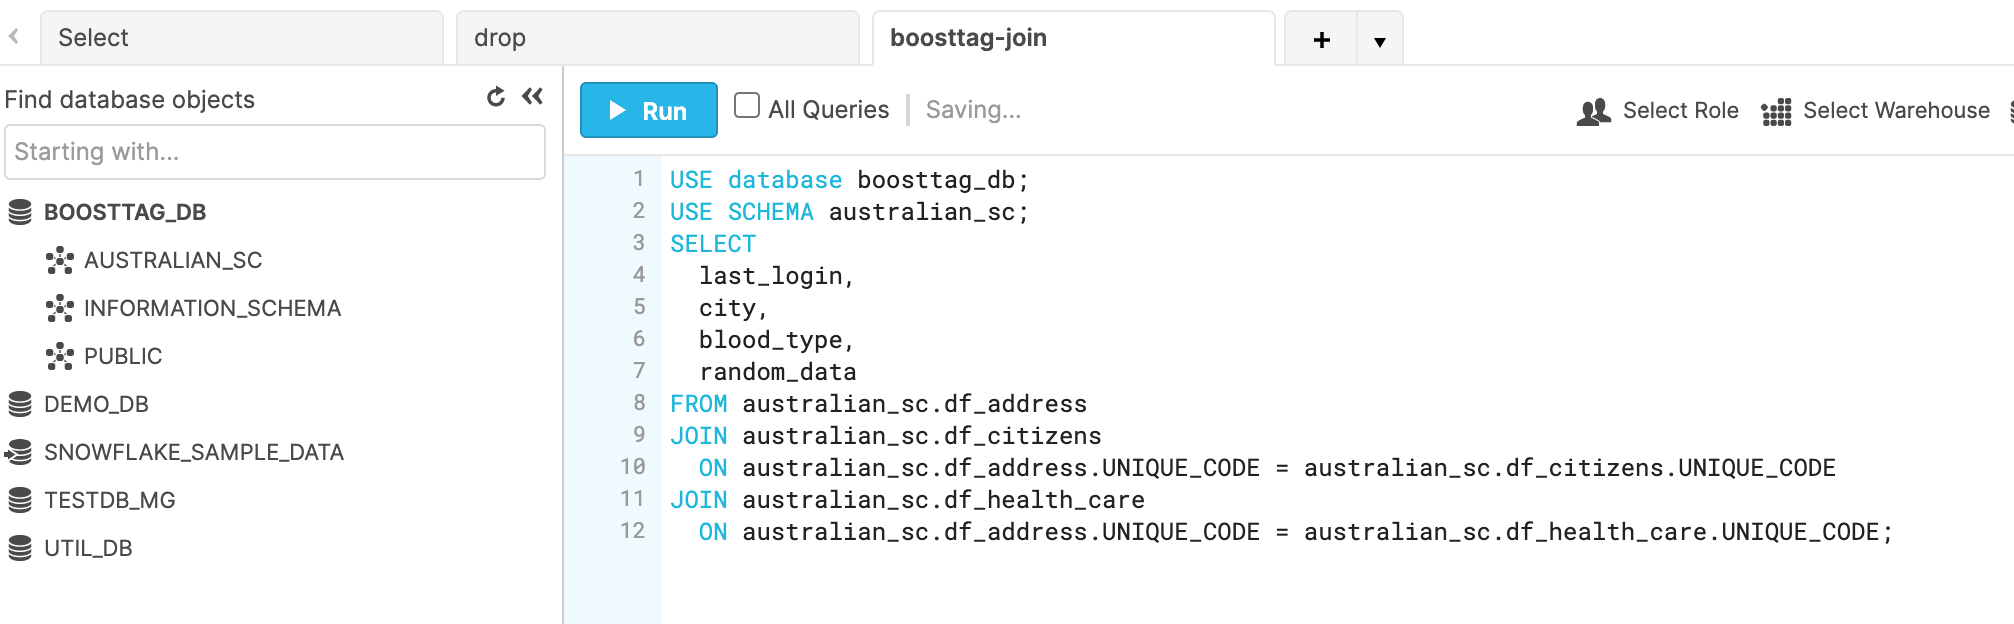 Select
drop
boosttag-join
+
Find database objects
Starting with...
BOOSTTAG_DB
AUSTRALIAN_SC
INFORMATION_SCHEMA
PUBLIC
DEMO_DB
SNOWFLAKE_SAMPLE_DATA
TESTDB_MG
UTIL_DB
Run
All Queries
Saving...
Select Role
Select Warehouse
1 USE database boosttag_db;
2 USE SCHEMA australian_sc;
3 SELECT
4 last_login,
5 city,
6 blood_type,
7 random_data
8 FROM australian_sc.df_address
9 JOIN australian_sc.df_citizens
10 ON australian_sc.df_address.UNIQUE_CODE = australian_sc.df_citizens.UNIQUE_CODE
11 JOIN australian_sc.df_health_care
12 ON australian_sc.df_address.UNIQUE_CODE = australian_sc.df_health_care.UNIQUE_CODE;